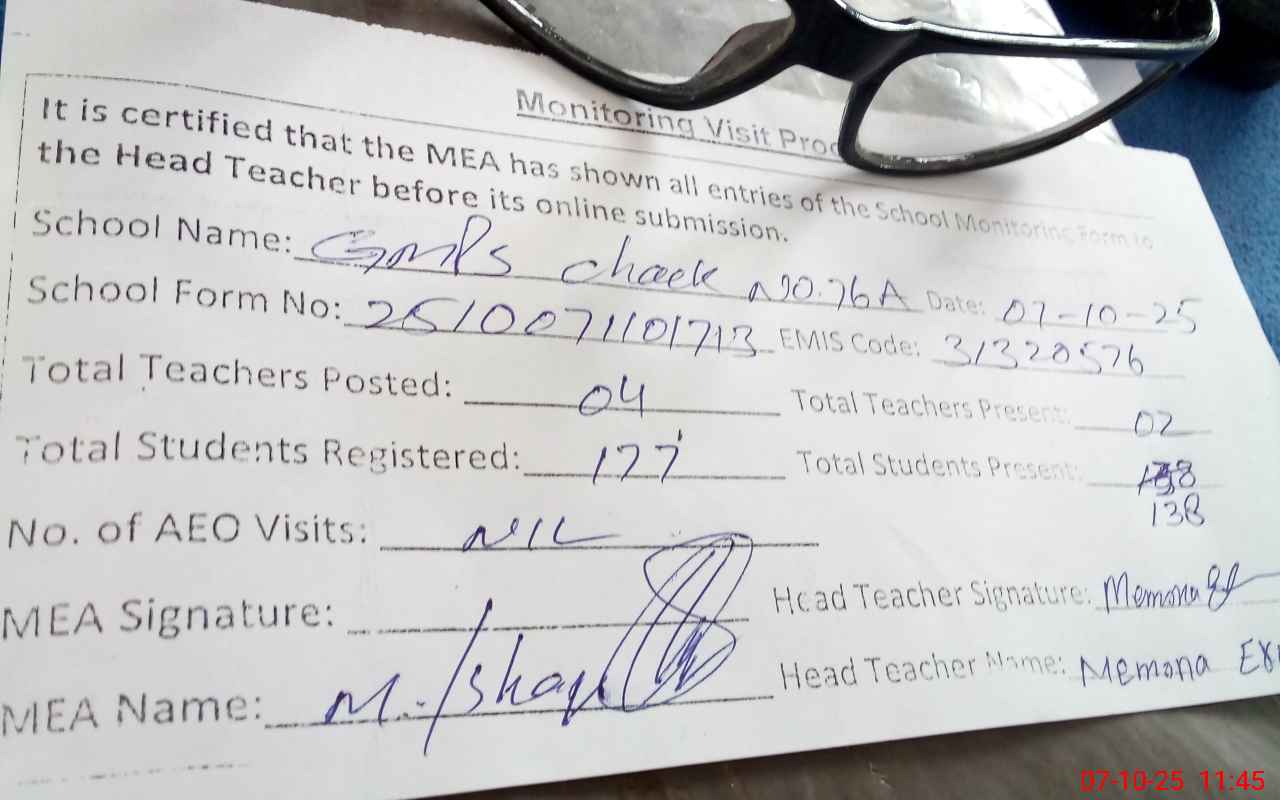 Monitoring Visit
It is certified that the MEA has shown all entries of the School Monitoring Form to
the Head Teacher before its online submission.
School Name: GMPS chack NO.76A Date: 07-10-25
School Form No: 2510071101713 EMIS Code: 31320576
Total Teachers Posted: 04 Total Teachers Present: 02
Total Students Registered: 177 Total Students Present:
138
No. of AEO Visits: NIL
MEA Signature: Head Teacher Signature: Memona
MEA Name: M. Head Teacher Name: Memona
07-10-25 11:45